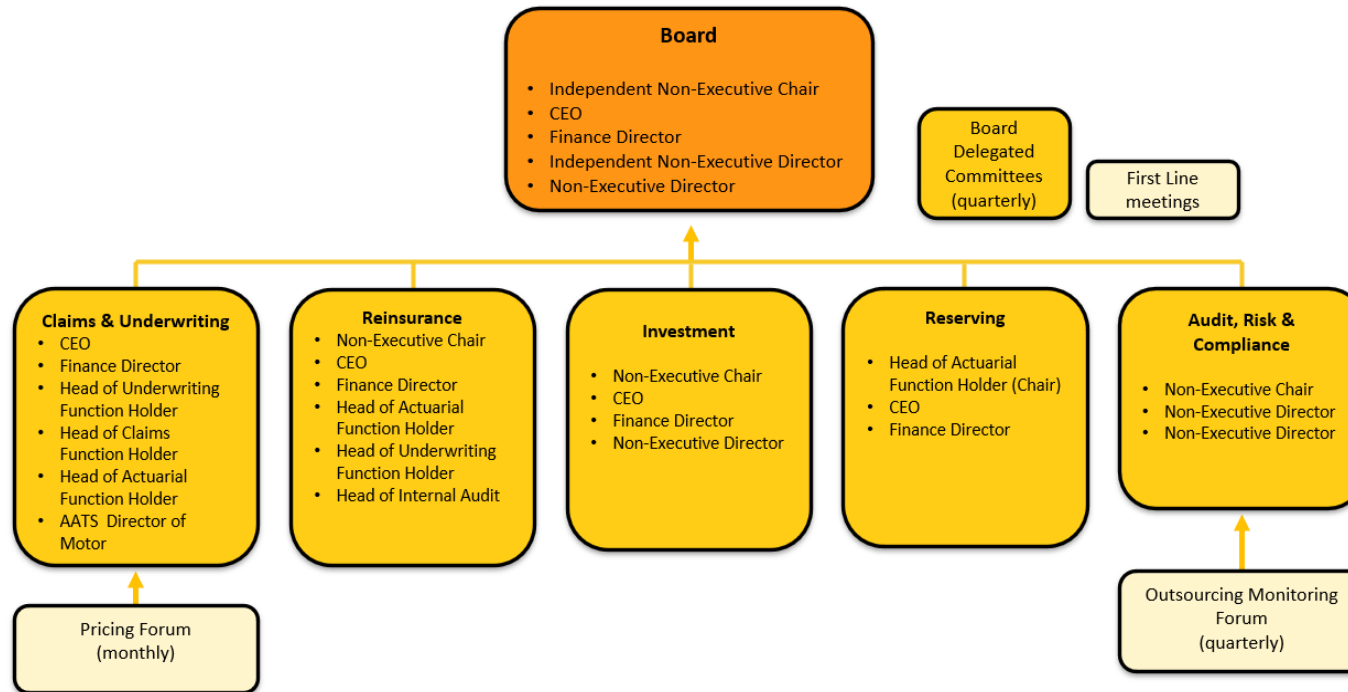 Board
• Independent Non-Executive Chair
• CEO
• Finance Director
• Independent Non-Executive Director
• Non-Executive Director
Board
Delegated
Committees
(quarterly)
First Line
meetings
Claims & Underwriting
• CEO
• Finance Director
• Head of Underwriting
Function Holder
• Head of Claims
Function Holder
• Head of Actuarial
Function Holder
• AATS Director of
Motor
Reinsurance
• Non-Executive Chair
• CEO
• Finance Director
• Head of Actuarial
Function Holder
• Head of Underwriting
Function Holder
• Head of Internal Audit
Investment
• Non-Executive Chair
• CEO
• Finance Director
• Non-Executive Director
Reserving
• Head of Actuarial
Function Holder (Chair)
• CEO
• Finance Director
Audit, Risk &
Compliance
• Non-Executive Chair
• Non-Executive Director
• Non-Executive Director
Pricing Forum
(monthly)
Outsourcing Monitoring
Forum
(quarterly)